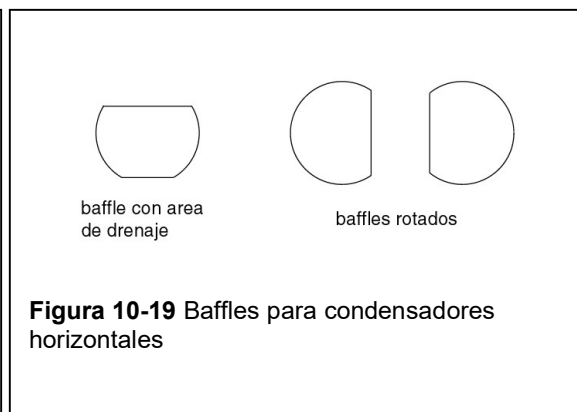 baffle con area
de drenaje
baffles rotados
Figura 10-19 Baffles para condensadores
horizontales